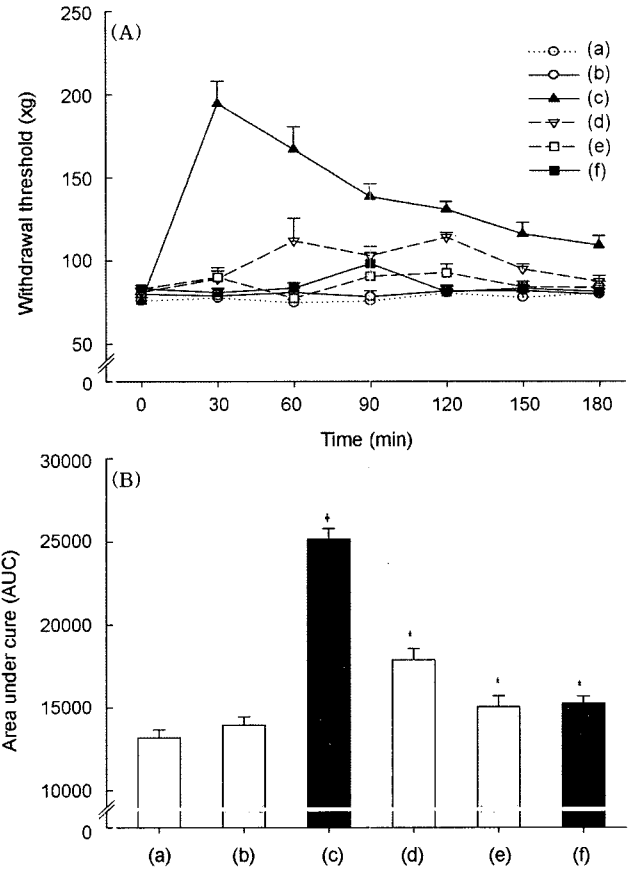 250
(A)
(a)
(b)
200
(c)
(d)
(e)
150
(f)
100
50
0
Withdrawal threshold (xg)
0 30 60 90 120 150 180
Time (min)
30000
(B)
25000
20000
15000
10000
0
Area under cure (AUC)
(a) (b) (c) (d) (e) (f)